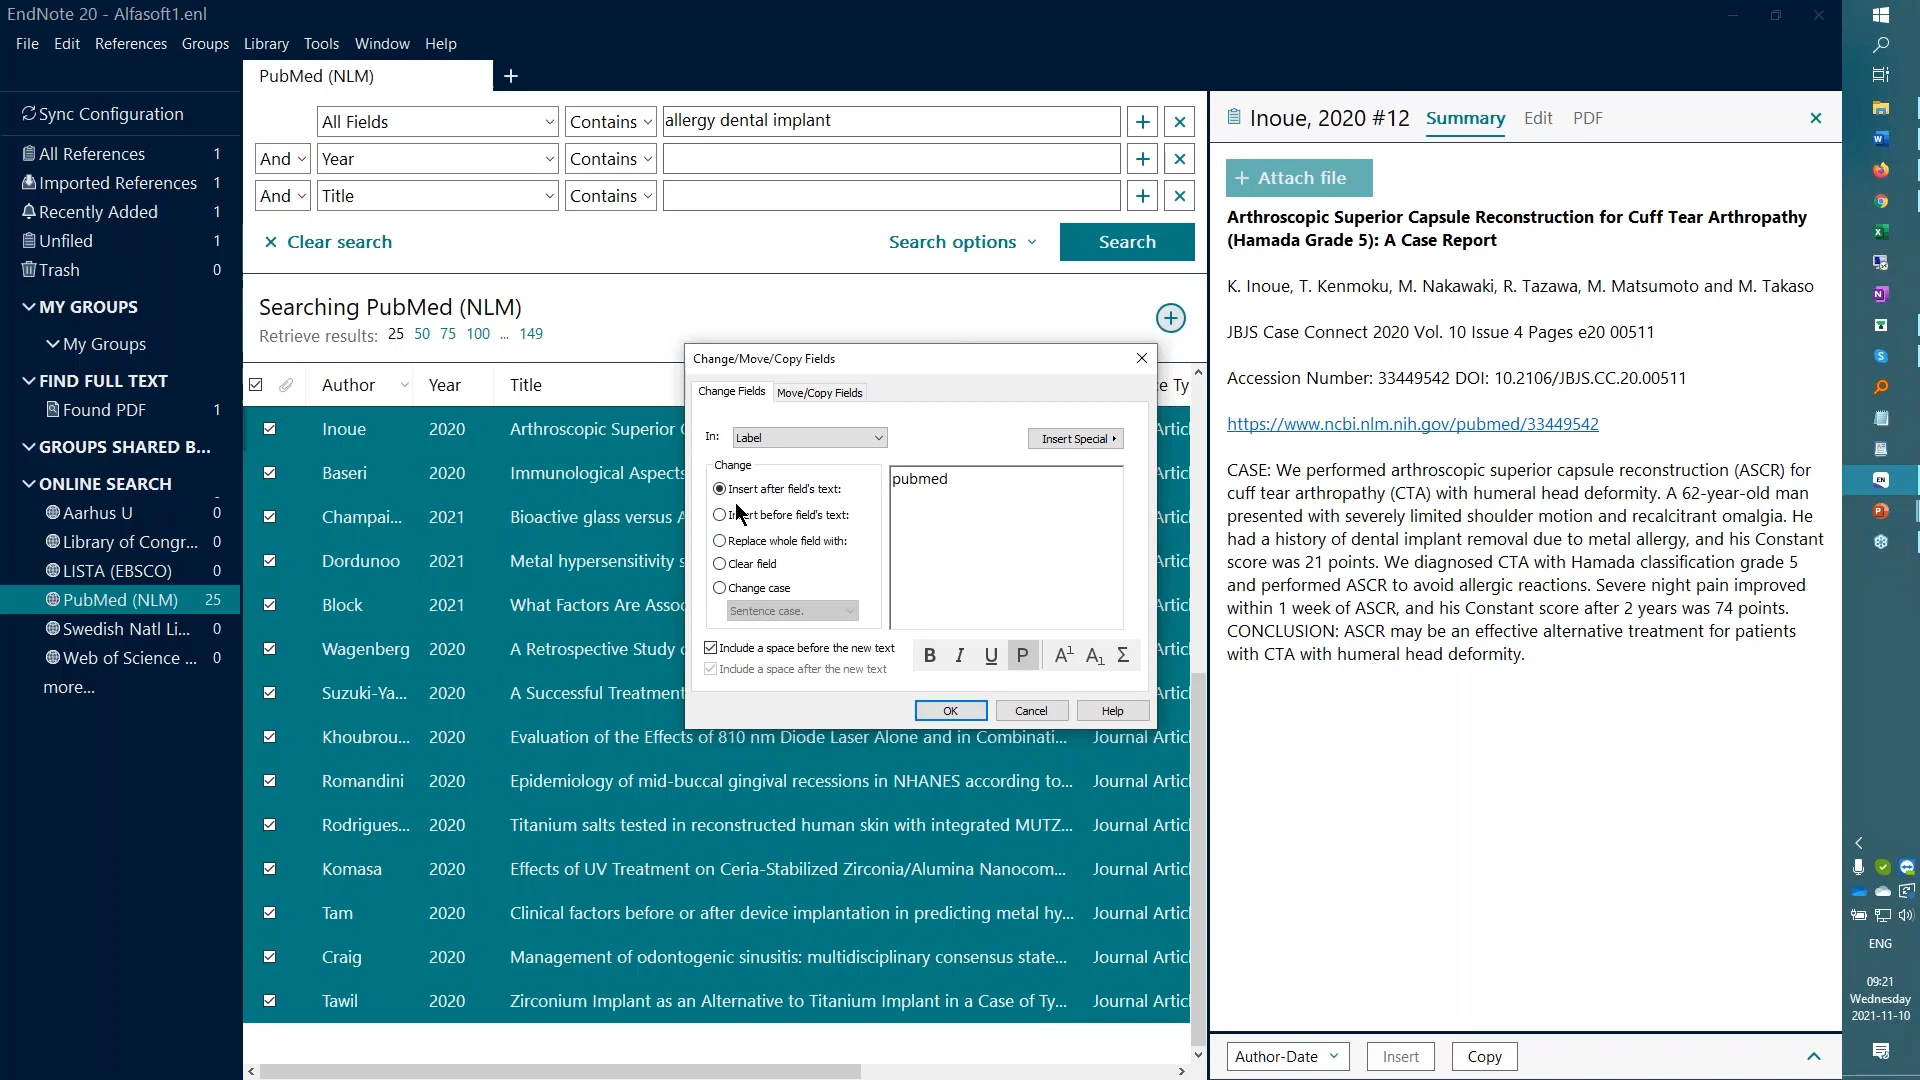 EndNote 20 - Alfasoft1.enl
File Edit References Groups Library Tools Window Help
Sync Configuration
All References 1
Imported References 1
Recently Added 1
Unfiled 1
Trash 0
MY GROUPS
My Groups
FIND FULL TEXT
Found PDF 1
GROUPS SHARED B...
ONLINE SEARCH
Aarhus U 0
Library of Congr... 0
LISTA (EBSCO) 0
PubMed (NLM) 25
Swedish Natl Li... 0
Web of Science ... 0
more...
PubMed (NLM)
All Fields Contains allergy dental implant
And Year Contains
And Title Contains
Clear search Search options Search
Searching PubMed (NLM)
Retrieve results: 25 50 75 100 ... 149
Author Year Title e Ty
Inoue 2020 Arthroscopic Superior Artic
Baseri 2020 Immunological Aspects Artic
Champai... 2021 Bioactive glass versus Artic
Dordunoo 2021 Metal hypersensitivity Artic
Block 2021 What Factors Are Asso Artic
Wagenberg 2020 A Retrospective Study Artic
Suzuki-Ya... 2020 A Successful Treatment Artic
Khoubrou... 2020 Evaluation of the Effects of 810 nm Diode Laser Alone and in Combinati... Journal Artic
Romandini 2020 Epidemiology of mid-buccal gingival recessions in NHANES according to... Journal Artic
Rodrigues... 2020 Titanium salts tested in reconstructed human skin with integrated MUTZ... Journal Artic
Komasa 2020 Effects of UV Treatment on Ceria-Stabilized Zirconia/Alumina Nanocom... Journal Artic
Tam 2020 Clinical factors before or after device implantation in predicting metal hy... Journal Artic
Craig 2020 Management of odontogenic sinusitis: multidisciplinary consensus state... Journal Artic
Tawil 2020 Zirconium Implant as an Alternative to Titanium Implant in a Case of Ty... Journal Artic
Change/Move/Copy Fields
Change Fields Move/Copy Fields
In: Label Insert Special
Change
pubmed
Insert after field's text:
Insert before field's text:
Replace whole field with:
Clear field
Change case
Sentence case.
Include a space before the new text
Include a space after the new text
B I U P A1 A1 Σ
OK Cancel Help
Inoue, 2020 #12 Summary Edit PDF
Attach file
Arthroscopic Superior Capsule Reconstruction for Cuff Tear Arthropathy
(Hamada Grade 5): A Case Report
K. Inoue, T. Kenmoku, M. Nakawaki, R. Tazawa, M. Matsumoto and M. Takaso
JBJS Case Connect 2020 Vol. 10 Issue 4 Pages e20 00511
Accession Number: 33449542 DOI: 10.2106/JBJS.CC.20.00511
https://www.ncbi.nlm.nih.gov/pubmed/33449542
CASE: We performed arthroscopic superior capsule reconstruction (ASCR) for
cuff tear arthropathy (CTA) with humeral head deformity. A 62-year-old man
presented with severely limited shoulder motion and recalcitrant omalgia. He
had a history of dental implant removal due to metal allergy, and his Constant
score was 21 points. We diagnosed CTA with Hamada classification grade 5
and performed ASCR to avoid allergic reactions. Severe night pain improved
within 1 week of ASCR, and his Constant score after 2 years was 74 points.
CONCLUSION: ASCR may be an effective alternative treatment for patients
with CTA with humeral head deformity.
Author-Date Insert Copy
EN
ENG
09:21
Wednesday
2021-11-10